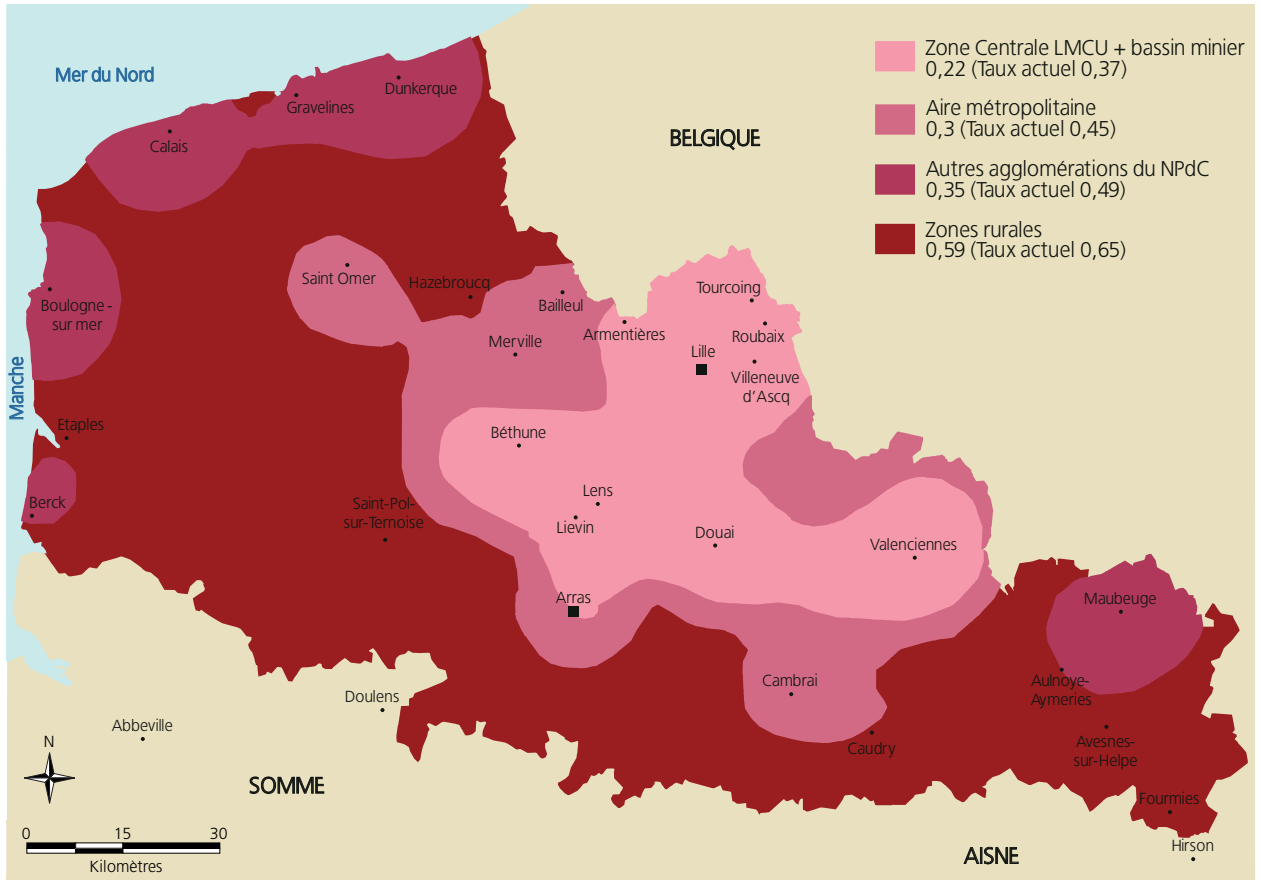 Mer du Nord
Zone Centrale LMCU + bassin minier
0,22 (Taux actuel 0,37)
Aire métropolitaine
0,3 (Taux actuel 0,45)
Autres agglomérations du NPdC
0,35 (Taux actuel 0,49)
Zones rurales
0,59 (Taux actuel 0,65)
Dunkerque
Gravelines
Calais
BELGIQUE
Saint Omer
Hazebroucq
Bailleul
Boulogne-
sur mer
Merville
Armentières
Tourcoing
Roubaix
Lille
Villeneuve
d'Ascq
Manche
Etaples
Béthune
Berck
Saint-Pol-
sur-Ternoise
Lens
Lievin
Douai
Valenciennes
Arras
Maubeuge
Cambrai
Aulnoye-
Aymeries
Doulens
Abbeville
Caudry
Avesnes-
sur-Helpe
N
SOMME
Fourmies
0 15 30
Kilomètres
AISNE
Hirson